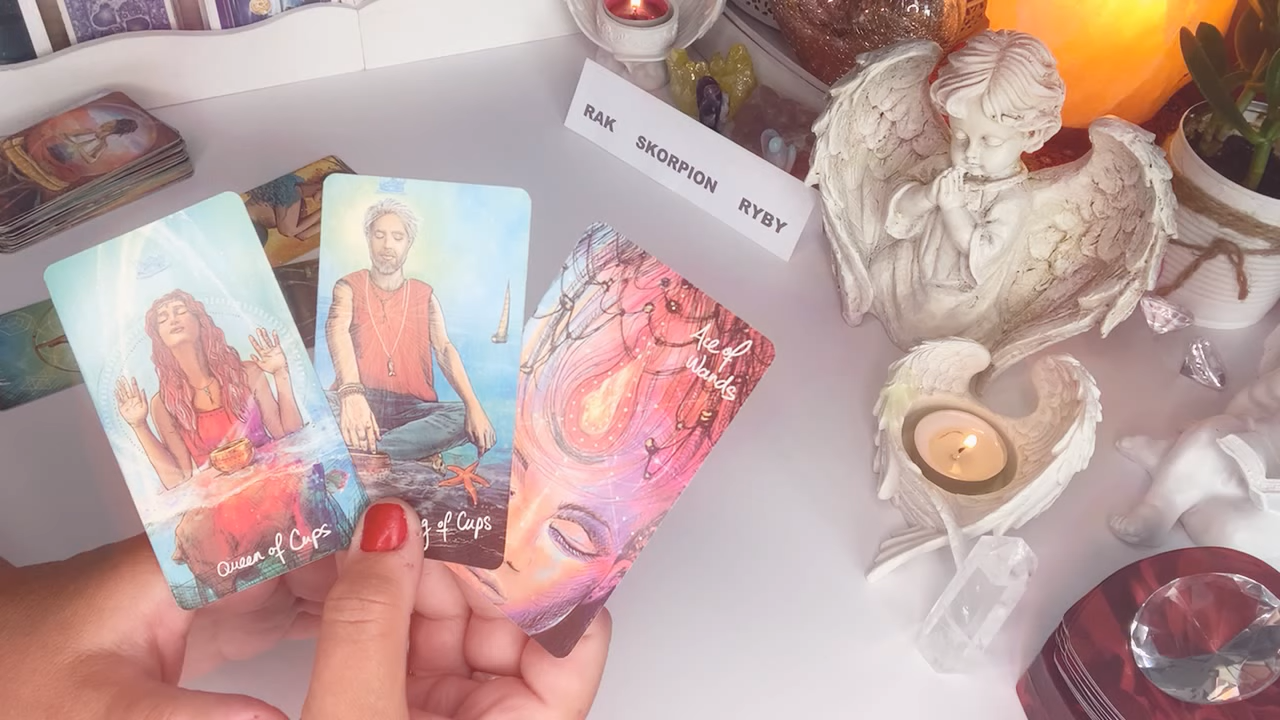 RAK SKORPION RYBY
Queen of Cups
g of Cups
Ace of
Wands